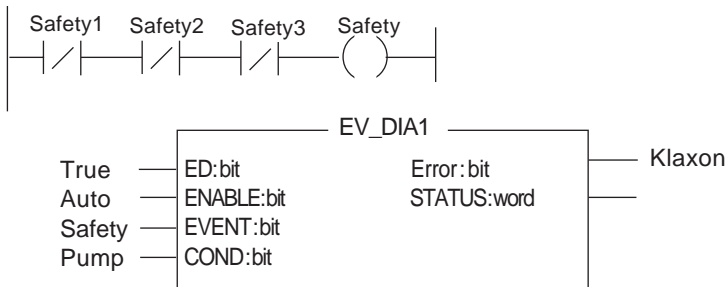 Safety1 Safety2 Safety3 Safety
EV_DIA1
True ED:bit Error:bit Klaxon
Auto ENABLE:bit STATUS:word
Safety EVENT:bit
Pump COND:bit